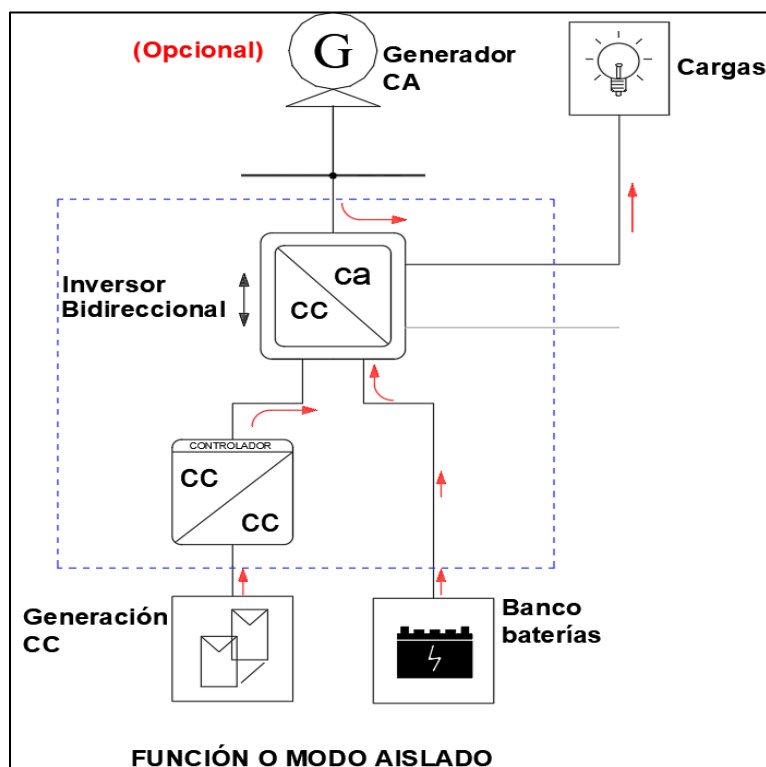 (Opcional)
G
Generador
CA
Cargas
Inversor
Bidireccional
ca
CC
CONTROLADOR
CC
CC
Generación
CC
Banco
baterías
FUNCIÓN O MODO AISLADO